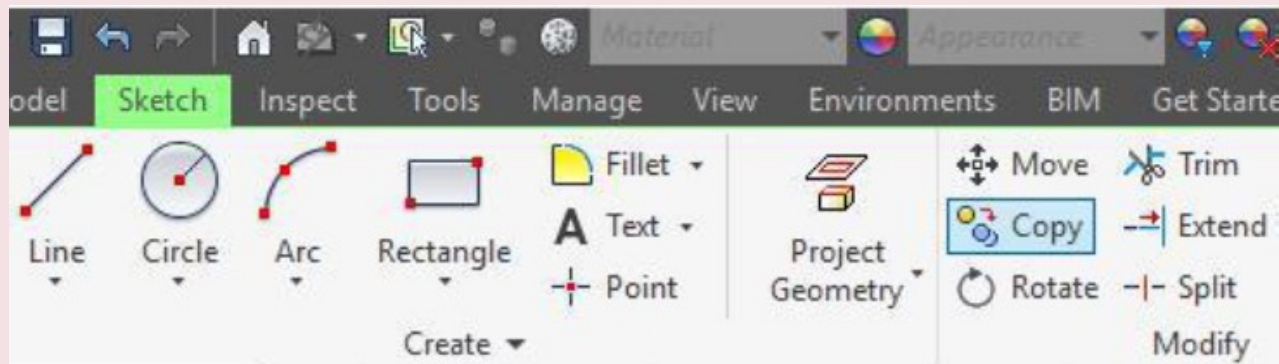 Material Appearance
odel Sketch Inspect Tools Manage View Environments BIM Get Starte
Line Circle Arc Rectangle
Fillet
Text
Point
Project
Geometry
Move
Copy
Rotate
Trim
Extend
Split
Create Modify